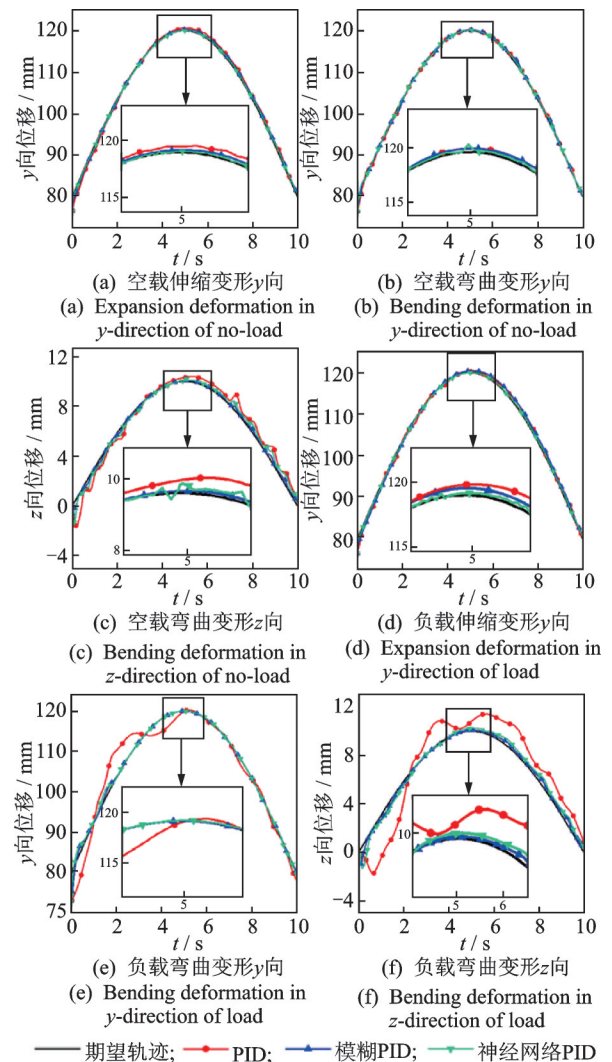 120
110
100
90
80
y向位移 / mm
120
115
5
0 2 4 6 8 10
t / s
(a) 空载伸缩变形y向
(a) Expansion deformation in
y-direction of no-load
120
110
100
90
80
y向位移 / mm
120
115
5
0 2 4 6 8 10
t / s
(b) 空载弯曲变形y向
(b) Bending deformation in
y-direction of no-load
12
8
4
0
−4
z向位移 / mm
10
8
5
0 2 4 6 8 10
t / s
(c) 空载弯曲变形z向
(c) Bending deformation in
z-direction of no-load
120
110
100
90
80
y向位移 / mm
120
115
5
0 2 4 6 8 10
t / s
(d) 负载伸缩变形y向
(d) Expansion deformation in
y-direction of load
120
110
100
90
80
75
y向位移 / mm
119
115
5
0 2 4 6 8 10
t / s
(e) 负载弯曲变形y向
(e) Bending deformation in
y-direction of load
12
8
4
0
−4
z向位移 / mm
10
5 6
0 2 4 6 8 10
t / s
(f) 负载弯曲变形z向
(f) Bending deformation in
z-direction of load
期望轨迹; PID; 模糊PID; 神经网络PID